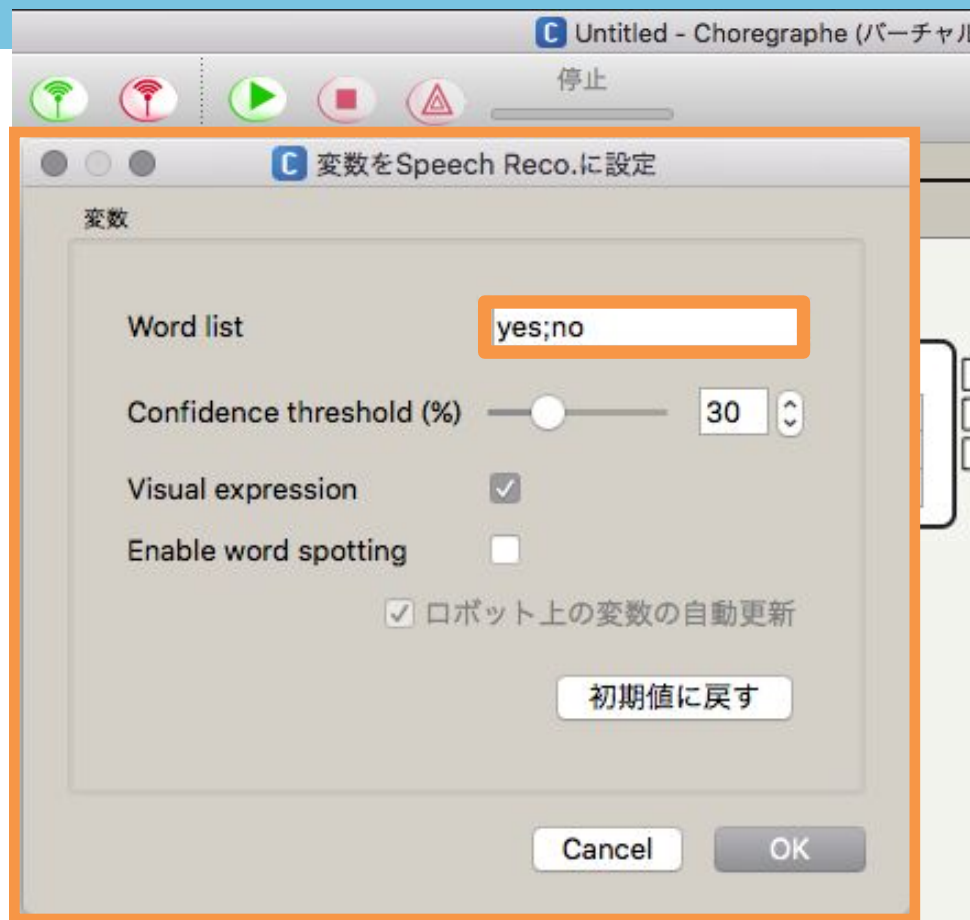 Untitled - Choregraphe (バーチャル
停止
変数をSpeech Reco.に設定
変数
Word list
yes;no
Confidence threshold (%)
30
Visual expression
Enable word spotting
ロボット上の変数の自動更新
初期値に戻す
Cancel
OK